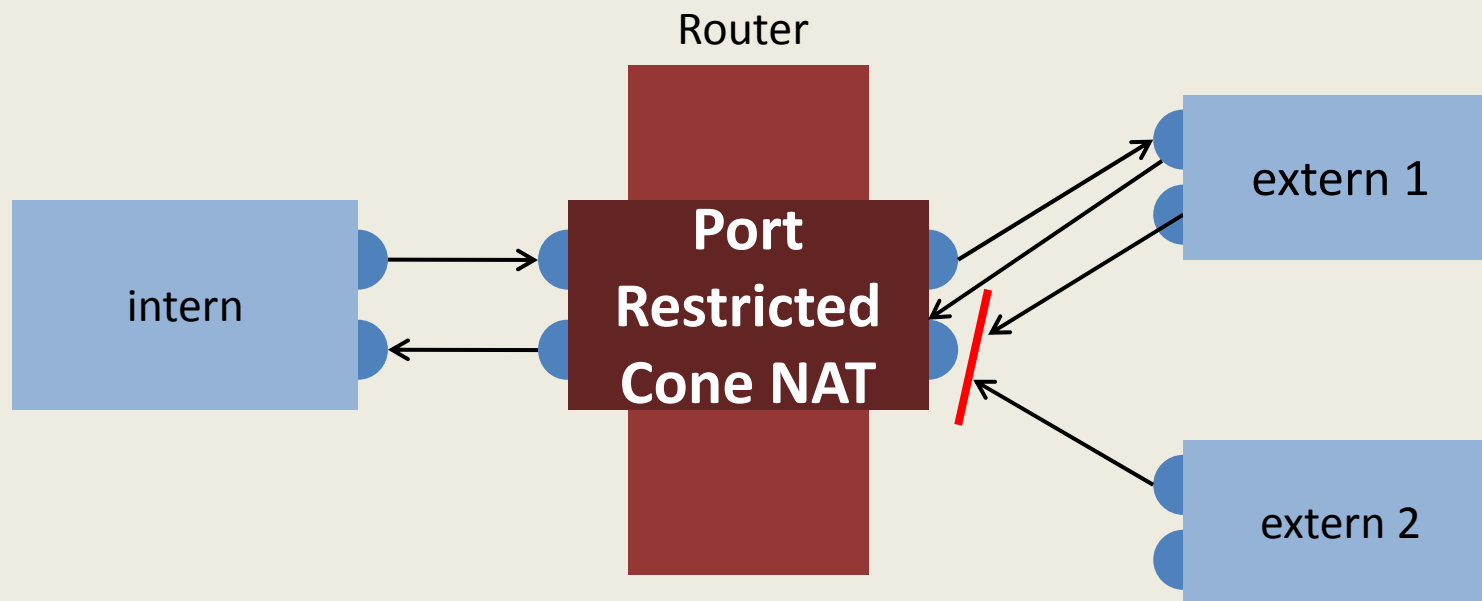 Router
intern
Port
Restricted
Cone NAT
extern 1
extern 2